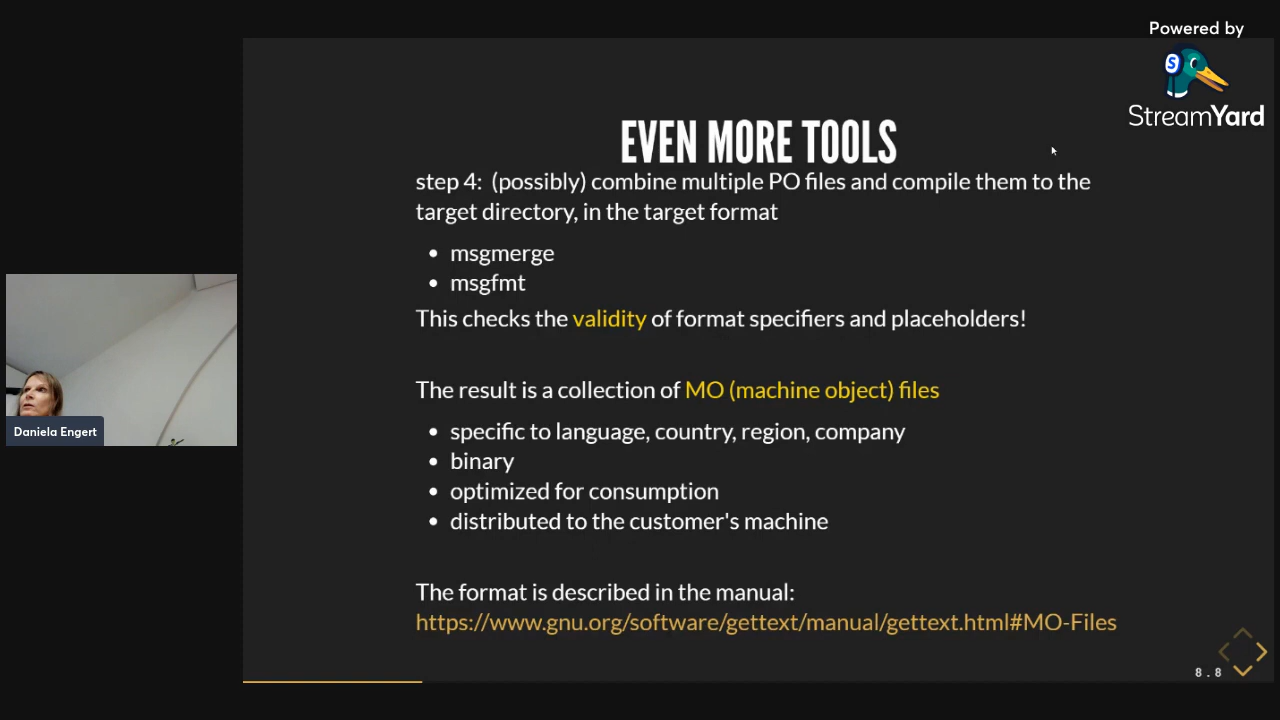 Powered by
S
StreamYard
EVEN MORE TOOLS
step 4: (possibly) combine multiple PO files and compile them to the
target directory, in the target format
• msgmerge
• msgfmt
This checks the validity of format specifiers and placeholders!
The result is a collection of MO (machine object) files
• specific to language, country, region, company
• binary
• optimized for consumption
• distributed to the customer's machine
The format is described in the manual:
https://www.gnu.org/software/gettext/manual/gettext.html#MO-Files
Daniela Engert
8.8